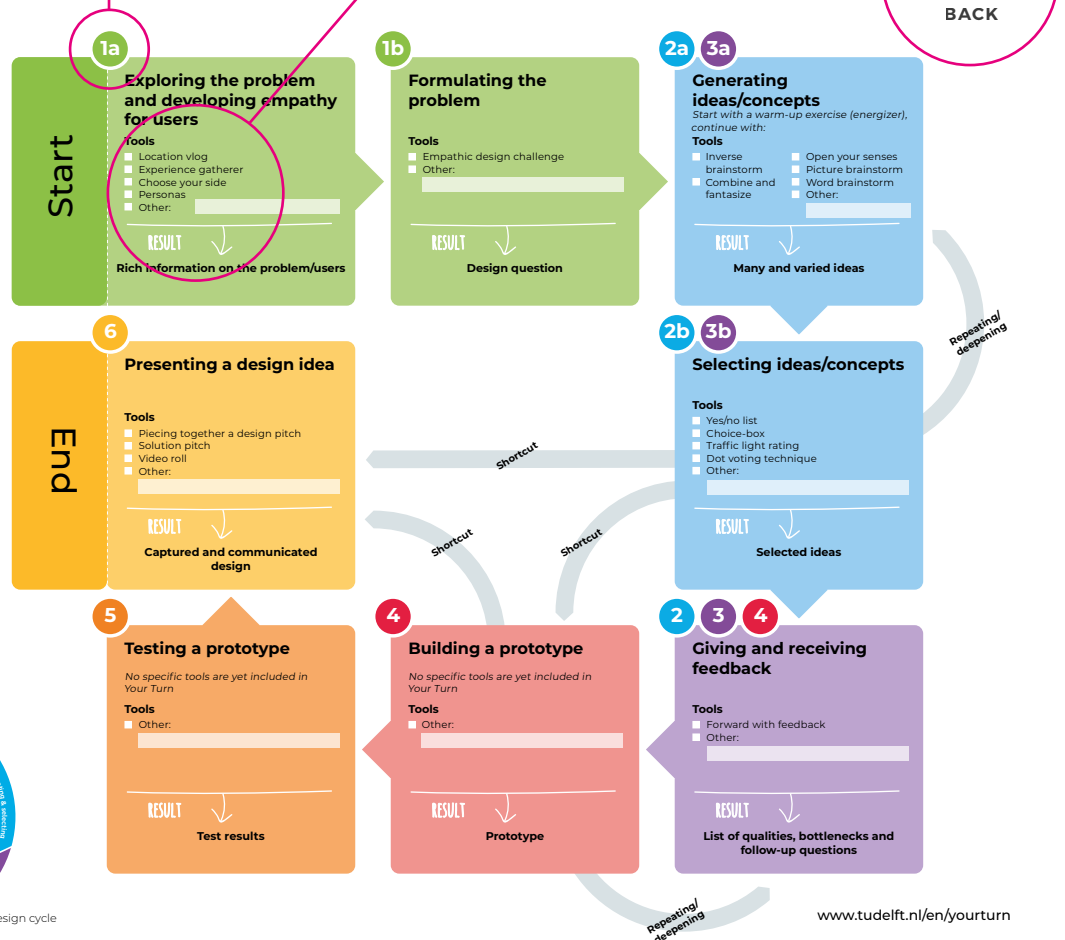 BACK
Start
1a
Exploring the problem
and developing empathy
for users
Tools
Location vlog
Experience gatherer
Choose your side
Personas
Other:
RESULT
Rich information on the problem/users
1b
Formulating the
problem
Tools
Empathic design challenge
Other:
RESULT
Design question
2a 3a
Generating
ideas/concepts
Start with a warm-up exercise (energizer),
continue with:
Tools
Inverse
brainstorm
Combine and
fantasize
Open your senses
Picture brainstorm
Word brainstorm
Other:
RESULT
Many and varied ideas
Repeating/
deepening
2b 3b
Selecting ideas/concepts
Tools
Yes/no list
Choice-box
Traffic light rating
Dot voting technique
Other:
RESULT
Selected ideas
Shortcut
Shortcut
Shortcut
End
6
Presenting a design idea
Tools
Piecing together a design pitch
Solution pitch
Video roll
Other:
RESULT
Captured and communicated
design
5
Testing a prototype
No specific tools are yet included in
Your Turn
Tools
Other:
RESULT
Test results
4
Building a prototype
No specific tools are yet included in
Your Turn
Tools
Other:
RESULT
Prototype
2 3 4
Giving and receiving
feedback
Tools
Forward with feedback
Other:
RESULT
List of qualities, bottlenecks and
follow-up questions
Repeating/
deepening
& selecting
cycle
www.tudelft.nl/en/yourturn